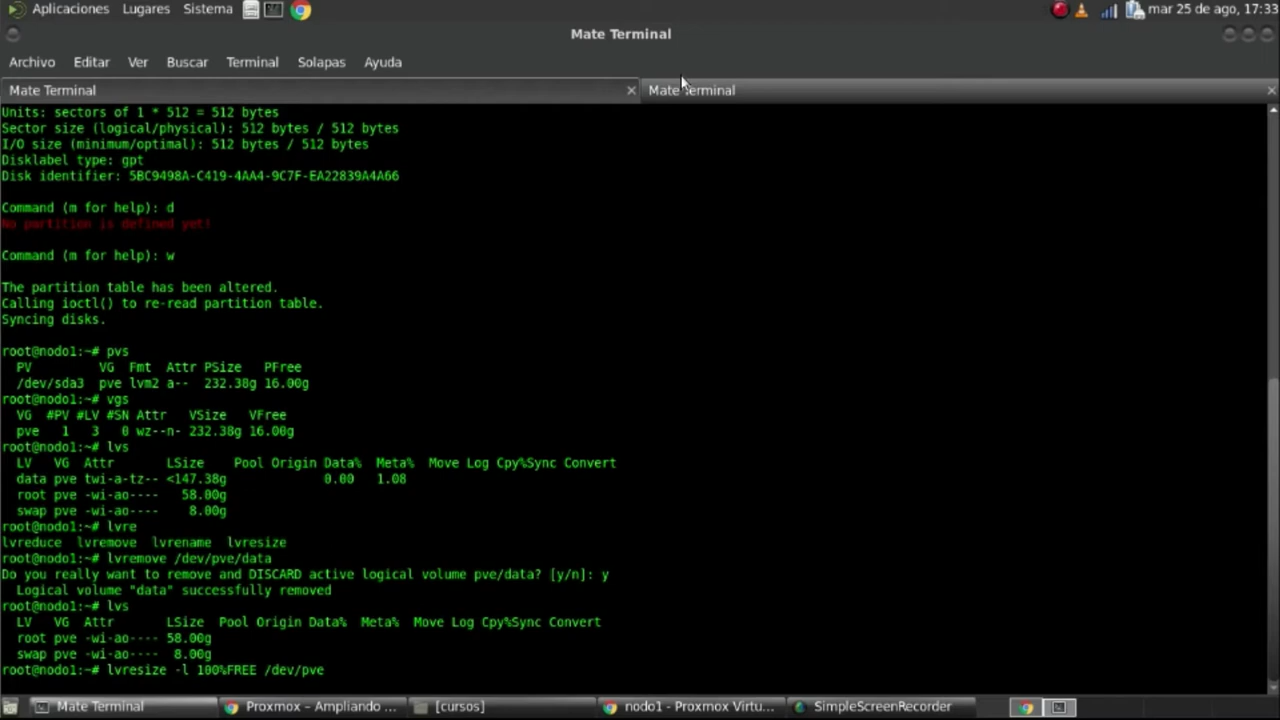 Aplicaciones Lugares Sistema mar 25 de ago, 17:33
Mate Terminal
Archivo Editar Ver Buscar Terminal Solapas Ayuda
Mate Terminal × Mate Terminal ×
Units: sectors of 1 * 512 = 512 bytes
Sector size (logical/physical): 512 bytes / 512 bytes
I/O size (minimum/optimal): 512 bytes / 512 bytes
Disklabel type: gpt
Disk identifier: 5BC9498A-C419-4AA4-9C7F-EA22839A4A66
Command (m for help): d
No partition is defined yet!
Command (m for help): w
The partition table has been altered.
Calling ioctl() to re-read partition table.
Syncing disks.
root@nodo1:~# pvs
PV VG Fmt Attr PSize PFree
/dev/sda3 pve lvm2 a-- 232.38g 16.00g
root@nodo1:~# vgs
VG #PV #LV #SN Attr VSize VFree
pve 1 3 0 wz--n- 232.38g 16.00g
root@nodo1:~# lvs
LV VG Attr LSize Pool Origin Data% Meta% Move Log Cpy%Sync Convert
data pve twi-a-tz-- <147.38g 0.00 1.08
root pve -wi-ao---- 58.00g
swap pve -wi-ao---- 8.00g
root@nodo1:~# lvre
lvreduce lvremove lvrename lvresize
root@nodo1:~# lvremove /dev/pve/data
Do you really want to remove and DISCARD active logical volume pve/data? [y/n]: y
Logical volume "data" successfully removed
root@nodo1:~# lvs
LV VG Attr LSize Pool Origin Data% Meta% Move Log Cpy%Sync Convert
root pve -wi-ao---- 58.00g
swap pve -wi-ao---- 8.00g
root@nodo1:~# lvresize -l 100%FREE /dev/pve
Mate Terminal Proxmox – Ampliando ... [cursos] nodo1 - Proxmox Virtu... SimpleScreenRecorder